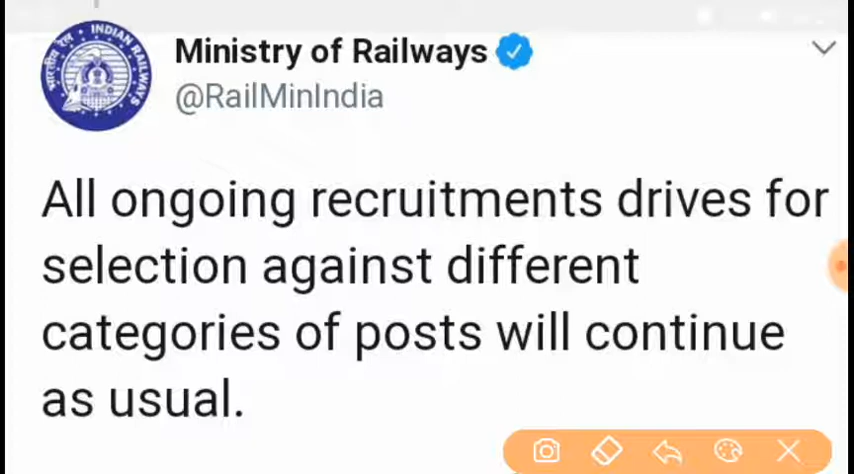 INDIAN RAILWAYS
भारतीय रेल
Ministry of Railways
@RailMinIndia
All ongoing recruitments drives for
selection against different
categories of posts will continue
as usual.